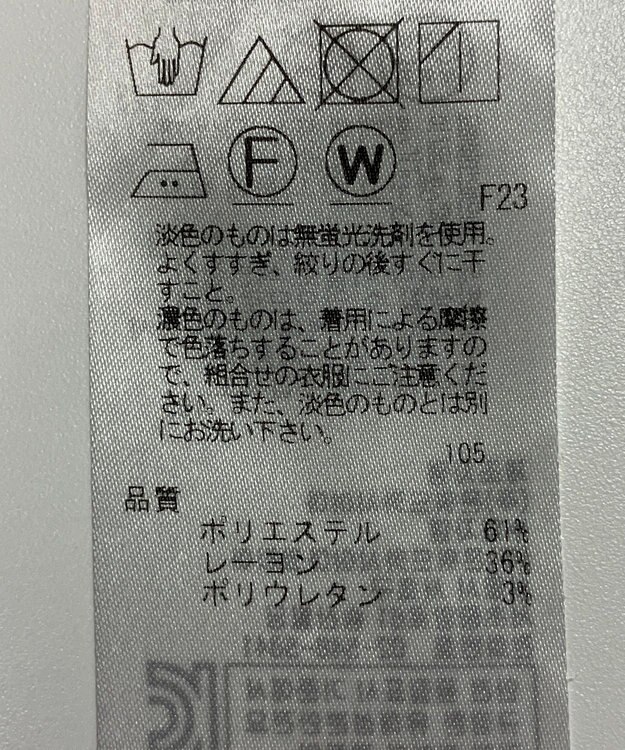 F
W
F23
淡色のものは無蛍光洗剤を使用。
よくすすぎ、絞りの後すぐに干
すこと。
濃色のものは、着用による摩擦
で色落ちすることがありますの
で、組合せの衣服にご注意くだ
さい。また、淡色のものとは別
にお洗い下さい。
105
品質
ポリエステル 61%
レーヨン 36%
ポリウレタン 3%